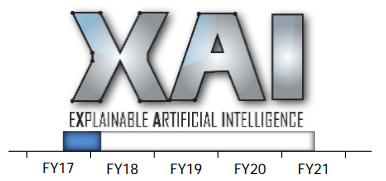 XAI
EXPLAINABLE ARTIFICIAL INTELLIGENCE
FY17 FY18 FY19 FY20 FY21